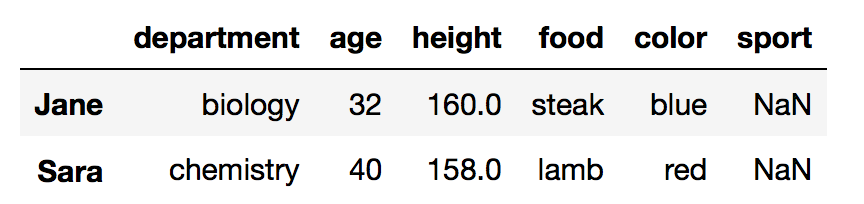 department age height food color sport
Jane biology 32 160.0 steak blue NaN
Sara chemistry 40 158.0 lamb red NaN